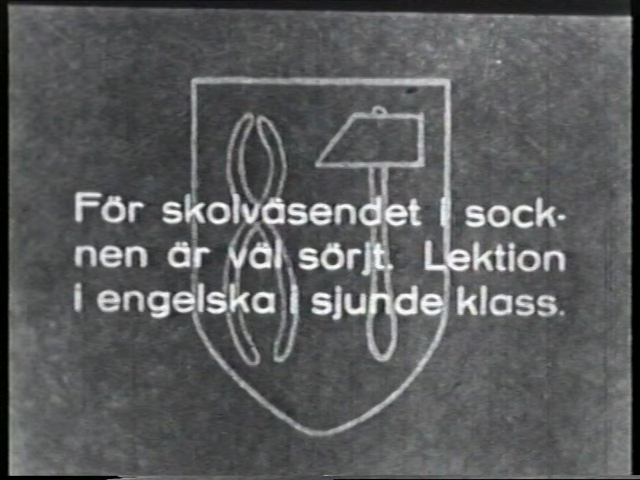 För skolväsendet i sock-
nen är väl sörjt. Lektion
i engelska i sjunde klass.